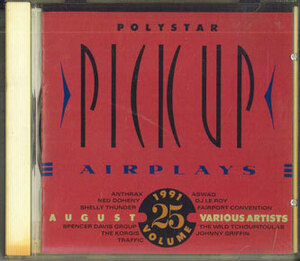 POLYSTAR
PICK UP
AIRPLAYS
ANTHRAX
NED DOHENY
SHELLY THUNDER
AUGUST
SPENCER DAVIS GROUP
THE KORGIS
TRAFFIC
1991
25
VOLUME
ASWAD
DJ LE ROY
FAIRPORT CONVENTION
VARIOUS ARTISTS
THE WILD TCHOUPITOULAS
JOHNNY GRIFFIN